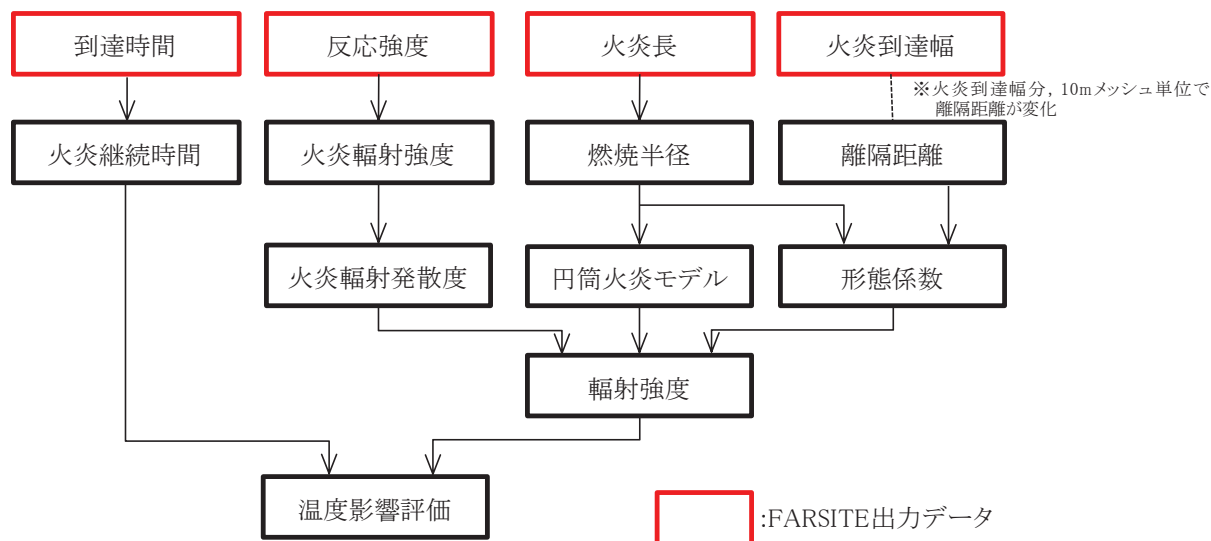 到達時間
反応強度
火炎長
火炎到達幅
※火炎到達幅分, 10mメッシュ単位で
離隔距離が変化
火炎継続時間
火炎輻射強度
燃焼半径
離隔距離
火炎輻射発散度
円筒火炎モデル
形態係数
輻射強度
温度影響評価
:FARSITE出力データ